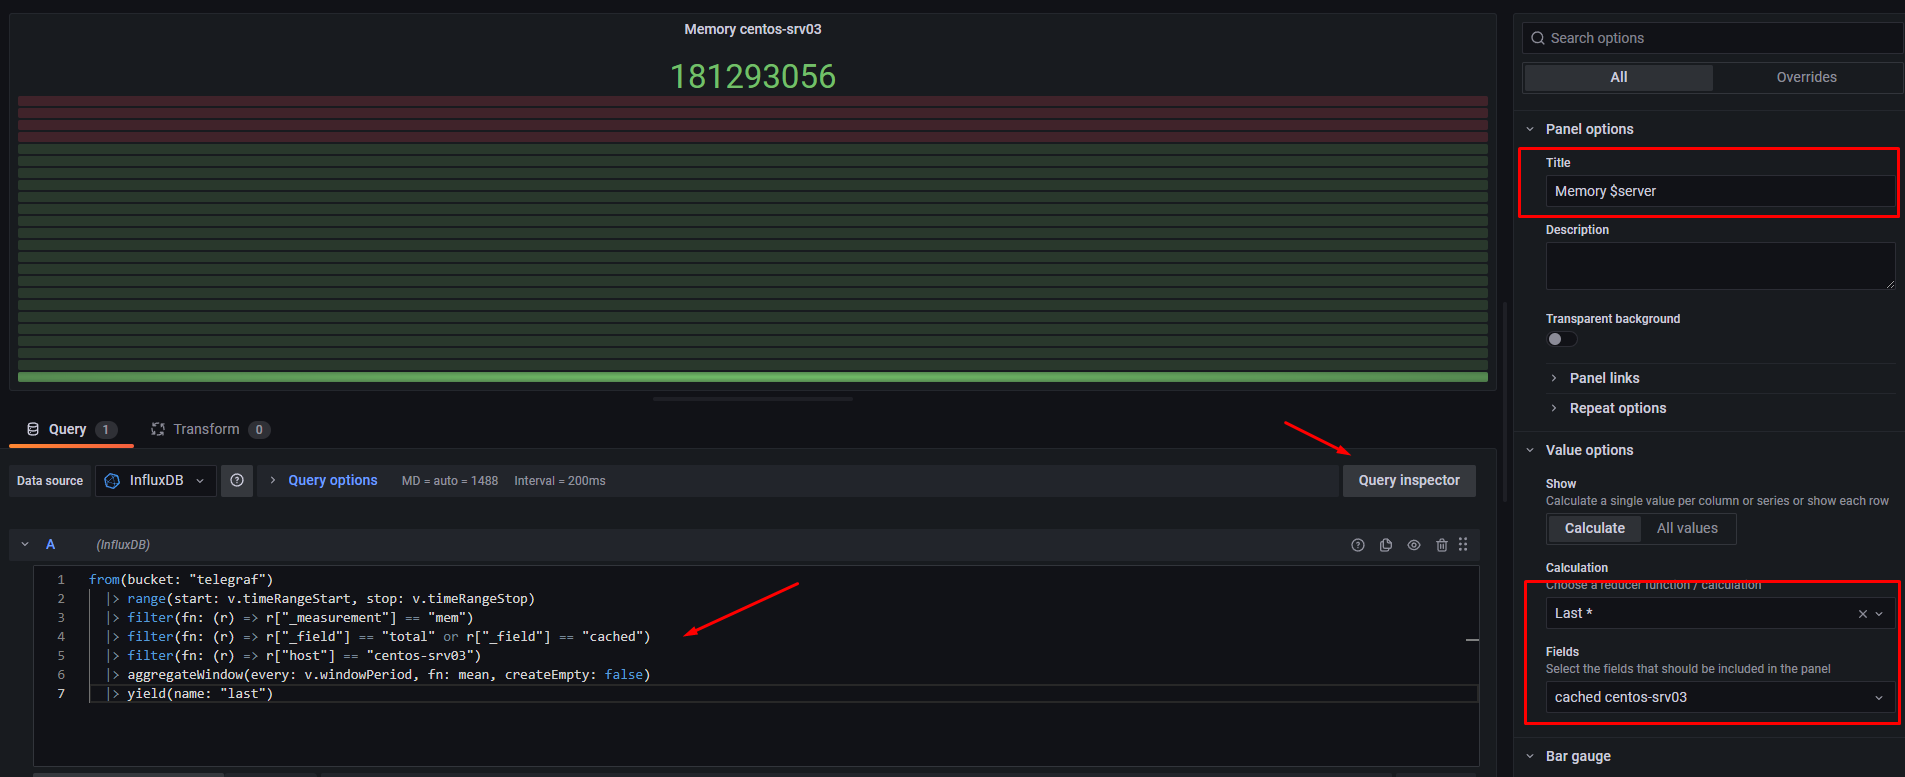 Memory centos-srv03
181293056
Query 1
Transform 0
Data source
InfluxDB
Query options
MD = auto = 1488
Interval = 200ms
Query inspector
A
(InfluxDB)
1 from(bucket: "telegraf")
2 |> range(start: v.timeRangeStart, stop: v.timeRangeStop)
3 |> filter(fn: (r) => r["_measurement"] == "mem")
4 |> filter(fn: (r) => r["_field"] == "total" or r["_field"] == "cached")
5 |> filter(fn: (r) => r["host"] == "centos-srv03")
6 |> aggregateWindow(every: v.windowPeriod, fn: mean, createEmpty: false)
7 |> yield(name: "last")
Search options
All
Overrides
Panel options
Title
Memory $server
Description
Transparent background
Panel links
Repeat options
Value options
Show
Calculate a single value per column or series or show each row
Calculate
All values
Calculation
Choose a reducer function / calculation
Last *
Fields
Select the fields that should be included in the panel
cached centos-srv03
Bar gauge